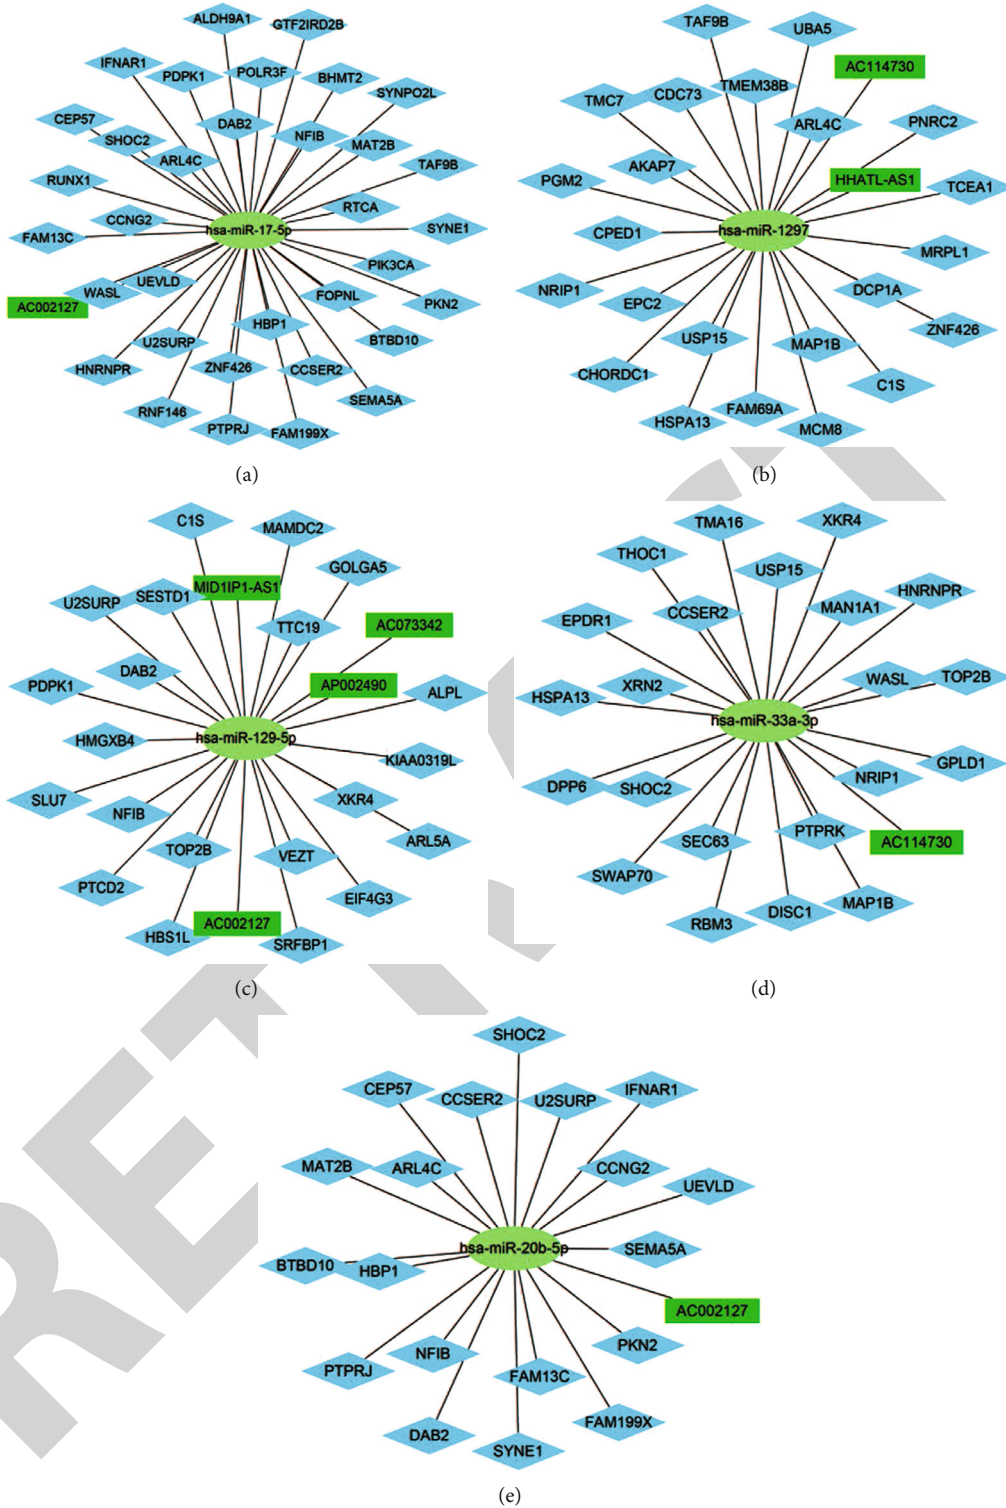 ALDH9A1
GTF2IRD2B
IFNAR1
PDPK1
POLR3F
BHMT2
SYNPO2L
CEP57
SHOC2
DAB2
NFIB
MAT2B
ARL4C
TAF9B
RUNX1
RTCA
CCNG2
hsa-miR-17-5p
SYNE1
FAM13C
PIK3CA
UEVLD
WASL
FOPNL
PKN2
AC002127
HBP1
BTBD10
U2SURP
HNRNPR
ZNF426
CCSER2
SEMA5A
RNF146
PTPRJ
FAM199X
(a)
TAF9B
UBA5
AC114730
TMC7
CDC73
TMEM38B
ARL4C
PNRC2
AKAP7
HHATL-AS1
PGM2
TCEA1
CPED1
hsa-miR-1297
MRPL1
NRIP1
EPC2
DCP1A
ZNF426
USP15
MAP1B
CHORDC1
C1S
HSPA13
FAM69A
MCM8
(b)
C1S
MAMDC2
GOLGA5
MID1IP1-AS1
U2SURP
SESTD1
TTC19
AC073342
DAB2
PDPK1
AP002490
ALPL
HMGXB4
hsa-miR-129-5p
KIAA0319L
SLU7
NFIB
XKR4
ARL5A
TOP2B
VEZT
PTCD2
EIF4G3
HBS1L
AC002127
SRFBP1
(c)
TMA16
XKR4
THOC1
USP15
HNRNPR
EPDR1
CCSER2
MAN1A1
HSPA13
XRN2
WASL
TOP2B
hsa-miR-33a-3p
DPP6
SHOC2
NRIP1
GPLD1
SEC63
PTPRK
AC114730
SWAP70
RBM3
DISC1
MAP1B
(d)
SHOC2
CEP57
CCSER2
U2SURP
IFNAR1
MAT2B
ARL4C
CCNG2
UEVLD
hsa-miR-20b-5p
SEMA5A
BTBD10
HBP1
AC002127
PTPRJ
NFIB
PKN2
FAM13C
DAB2
SYNE1
FAM199X
(e)